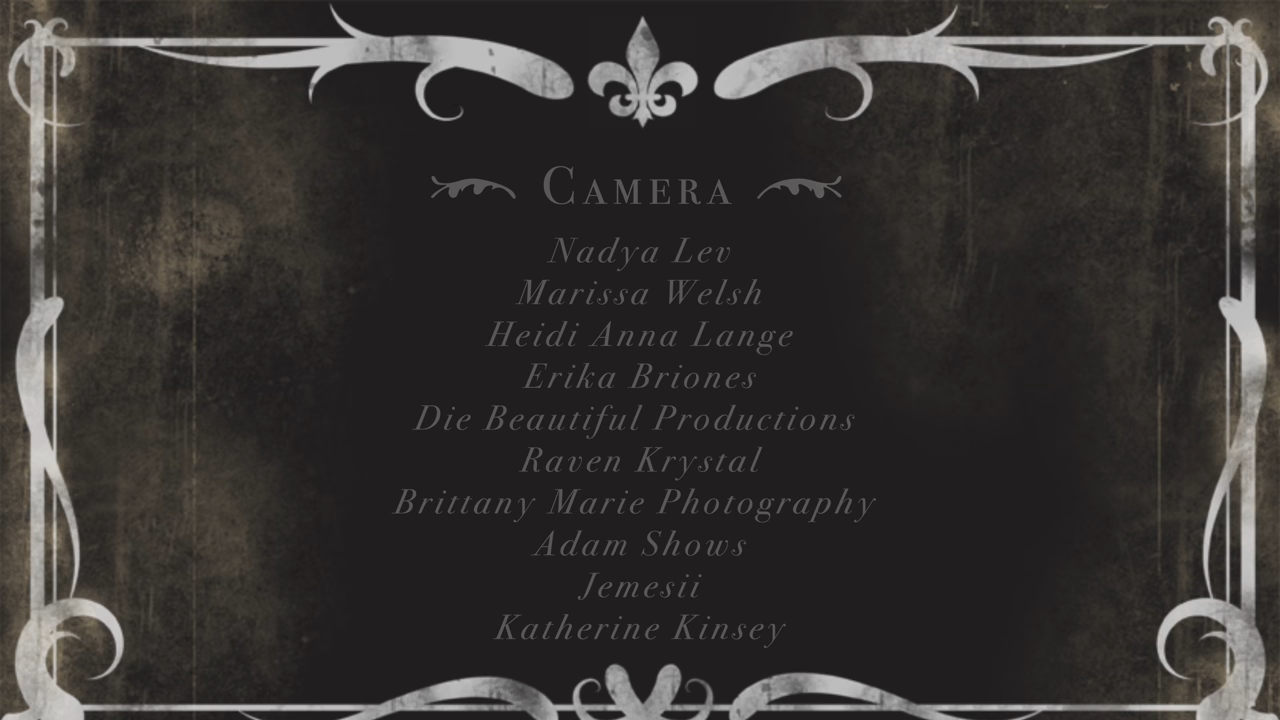 Camera
Nadya Lev
Marissa Welsh
Heidi Anna Lange
Erika Briones
Die Beautiful Productions
Raven Krystal
Brittany Marie Photography
Adam Shows
Jemesii
Katherine Kinsey